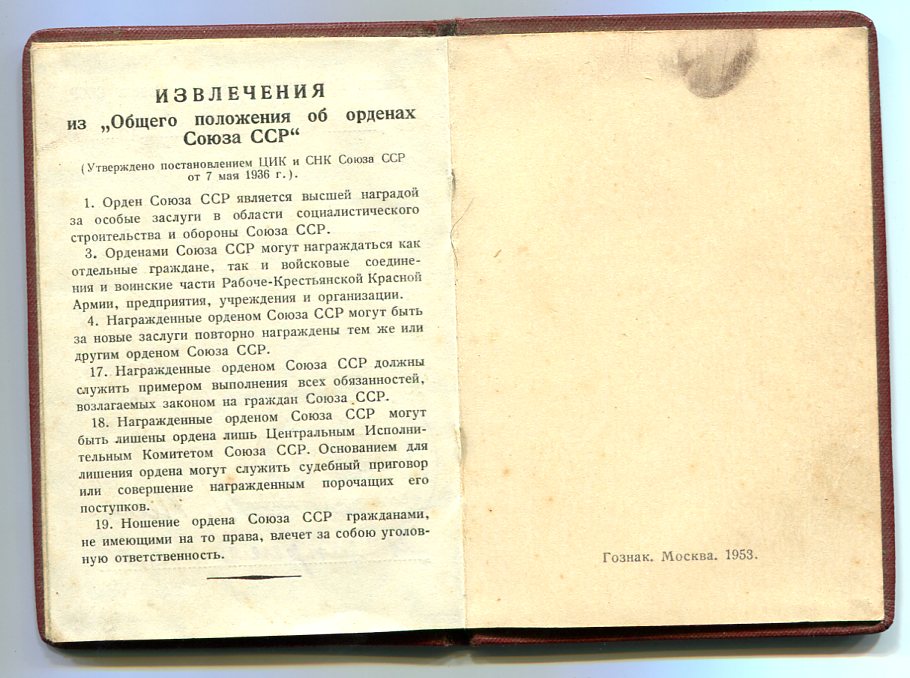 ИЗВЛЕЧЕНИЯ
из „Общего положения об орденах
Союза ССР“
(Утверждено постановлением ЦИК и СНК Союза ССР
от 7 мая 1936 г.).
1. Орден Союза ССР является высшей наградой
за особые заслуги в области социалистического
строительства и обороны Союза ССР.
3. Орденами Союза ССР могут награждаться как
отдельные граждане, так и войсковые соедине-
ния и воинские части Рабоче-Крестьянской Красной
Армии, предприятия, учреждения и организации.
4. Награжденные орденом Союза ССР могут быть
за новые заслуги повторно награждены тем же или
другим орденом Союза ССР.
17. Награжденные орденом Союза ССР должны
служить примером выполнения всех обязанностей,
возлагаемых законом на граждан Союза ССР.
18. Награжденные орденом Союза ССР могут
быть лишены ордена лишь Центральным Исполни-
тельным Комитетом Союза ССР. Основанием для
лишения ордена могут служить судебный приговор
или совершение награжденным порочащих его
поступков.
19. Ношение ордена Союза ССР гражданами,
не имеющими на то права, влечет за собою уголов-
ную ответственность.
Гознак. Москва. 1953.